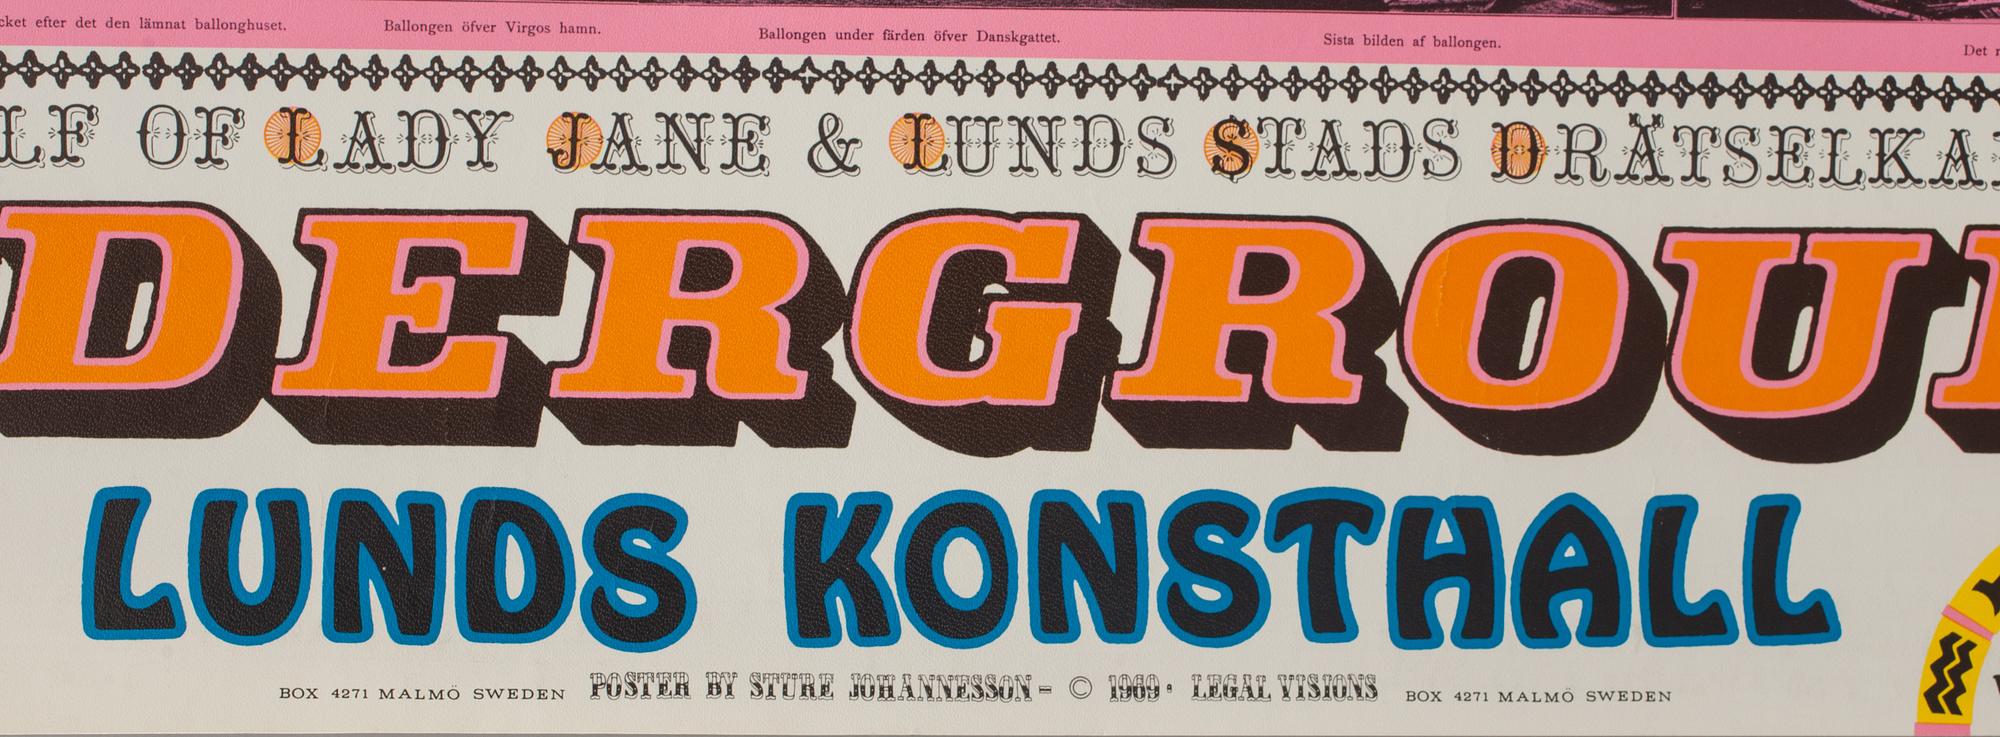 cket efter det den lämnat ballonghuset. Ballongen öfver Virgos hamn. Ballongen under färden öfver Danskgattet. Sista bilden af ballongen. Det
LF OF LADY JANE & LUNDS STADS DRÄTSELKA
DERGROU
LUNDS KONSTHALL
BOX 4271 MALMÖ SWEDEN POSTER BY STURE JOHANNESSON - © 1969 · LEGAL VISIONS BOX 4271 MALMÖ SWEDEN